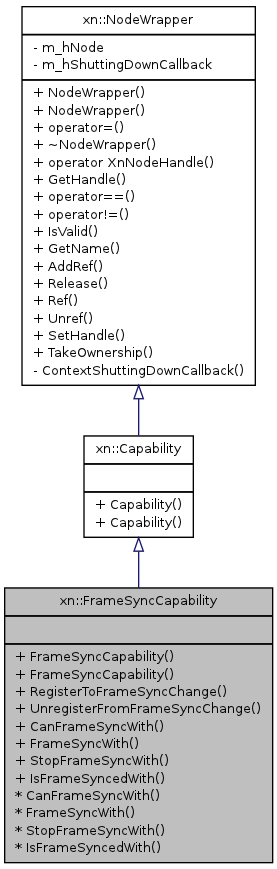 xn::NodeWrapper
- m_hNode
- m_hShuttingDownCallback
+ NodeWrapper()
+ NodeWrapper()
+ operator=()
+ ~NodeWrapper()
+ operator XnNodeHandle()
+ GetHandle()
+ operator==()
+ operator!=()
+ IsValid()
+ GetName()
+ AddRef()
+ Release()
+ Ref()
+ Unref()
+ SetHandle()
+ TakeOwnership()
- ContextShuttingDownCallback()
xn::Capability
+ Capability()
+ Capability()
xn::FrameSyncCapability
+ FrameSyncCapability()
+ FrameSyncCapability()
+ RegisterToFrameSyncChange()
+ UnregisterFromFrameSyncChange()
+ CanFrameSyncWith()
+ FrameSyncWith()
+ StopFrameSyncWith()
+ IsFrameSyncedWith()
* CanFrameSyncWith()
* FrameSyncWith()
* StopFrameSyncWith()
* IsFrameSyncedWith()